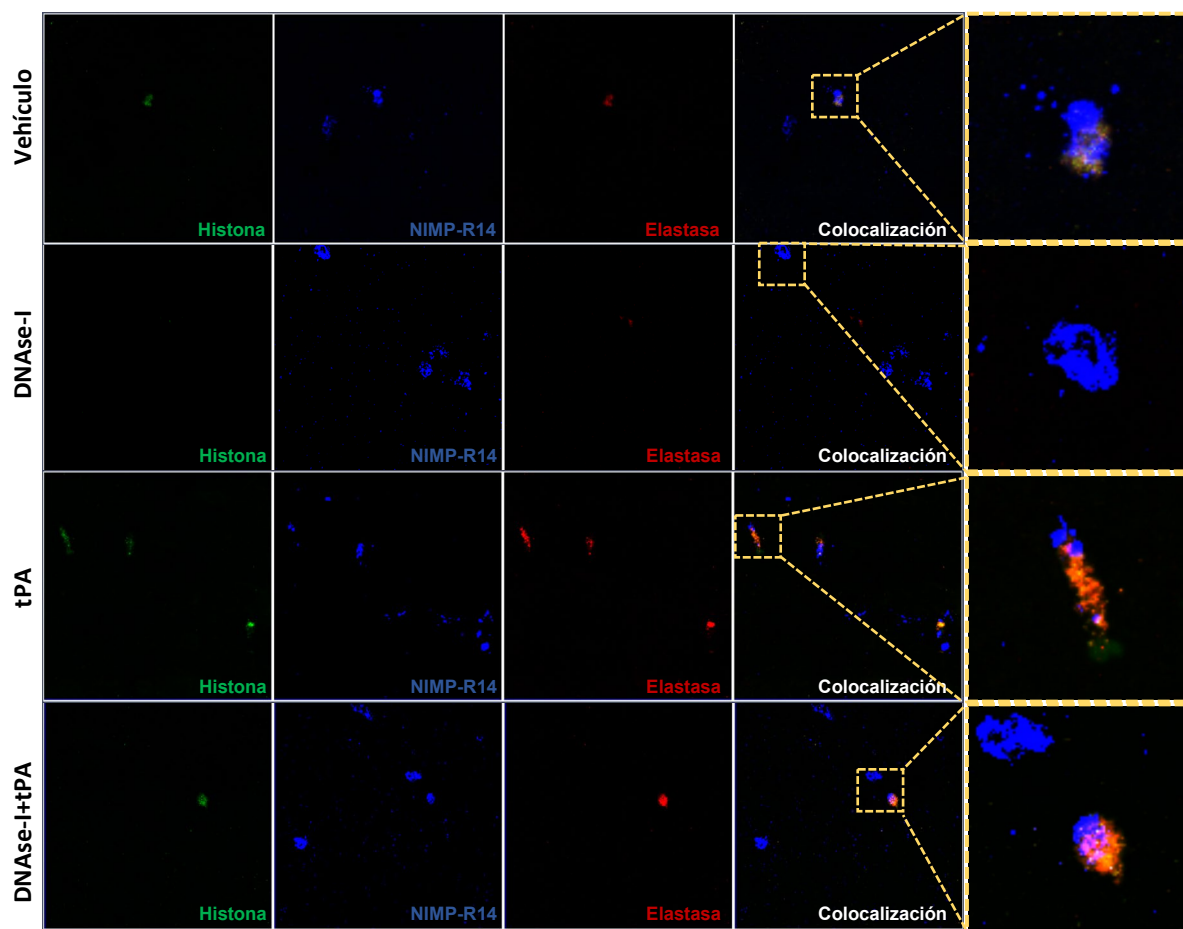 Vehículo
Histona
NIMP-R14
Elastasa
Colocalización
DNAse-I
Histona
NIMP-R14
Elastasa
Colocalización
tPA
Histona
NIMP-R14
Elastasa
Colocalización
DNAse-I+tPA
Histona
NIMP-R14
Elastasa
Colocalización